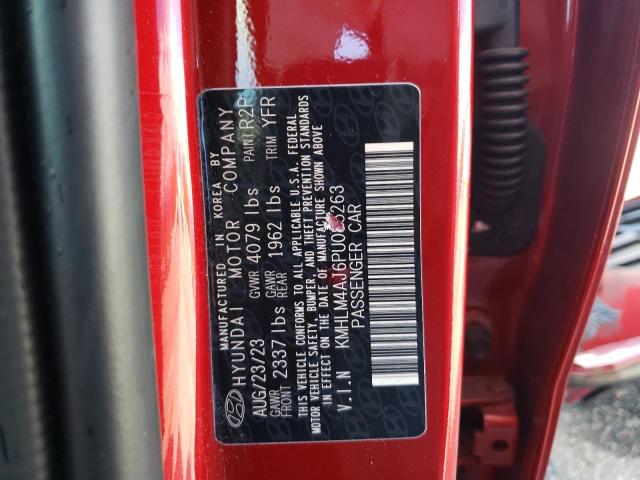 MANUFACTURED IN KOREA BY
HYUNDAI MOTOR COMPANY
AUG/23/23 GVWR 4079 lbs PAINT R2P
GAWR FRONT 2337 lbs GAWR REAR 1962 lbs TRIM YFR
THIS VEHICLE CONFORMS TO ALL APPLICABLE U.S.A. FEDERAL
MOTOR VEHICLE SAFETY, BUMPER, AND THEFT PREVENTION STANDARDS
IN EFFECT ON THE DATE OF MANUFACTURE SHOWN ABOVE
V.I.N
PASSENGER CAR